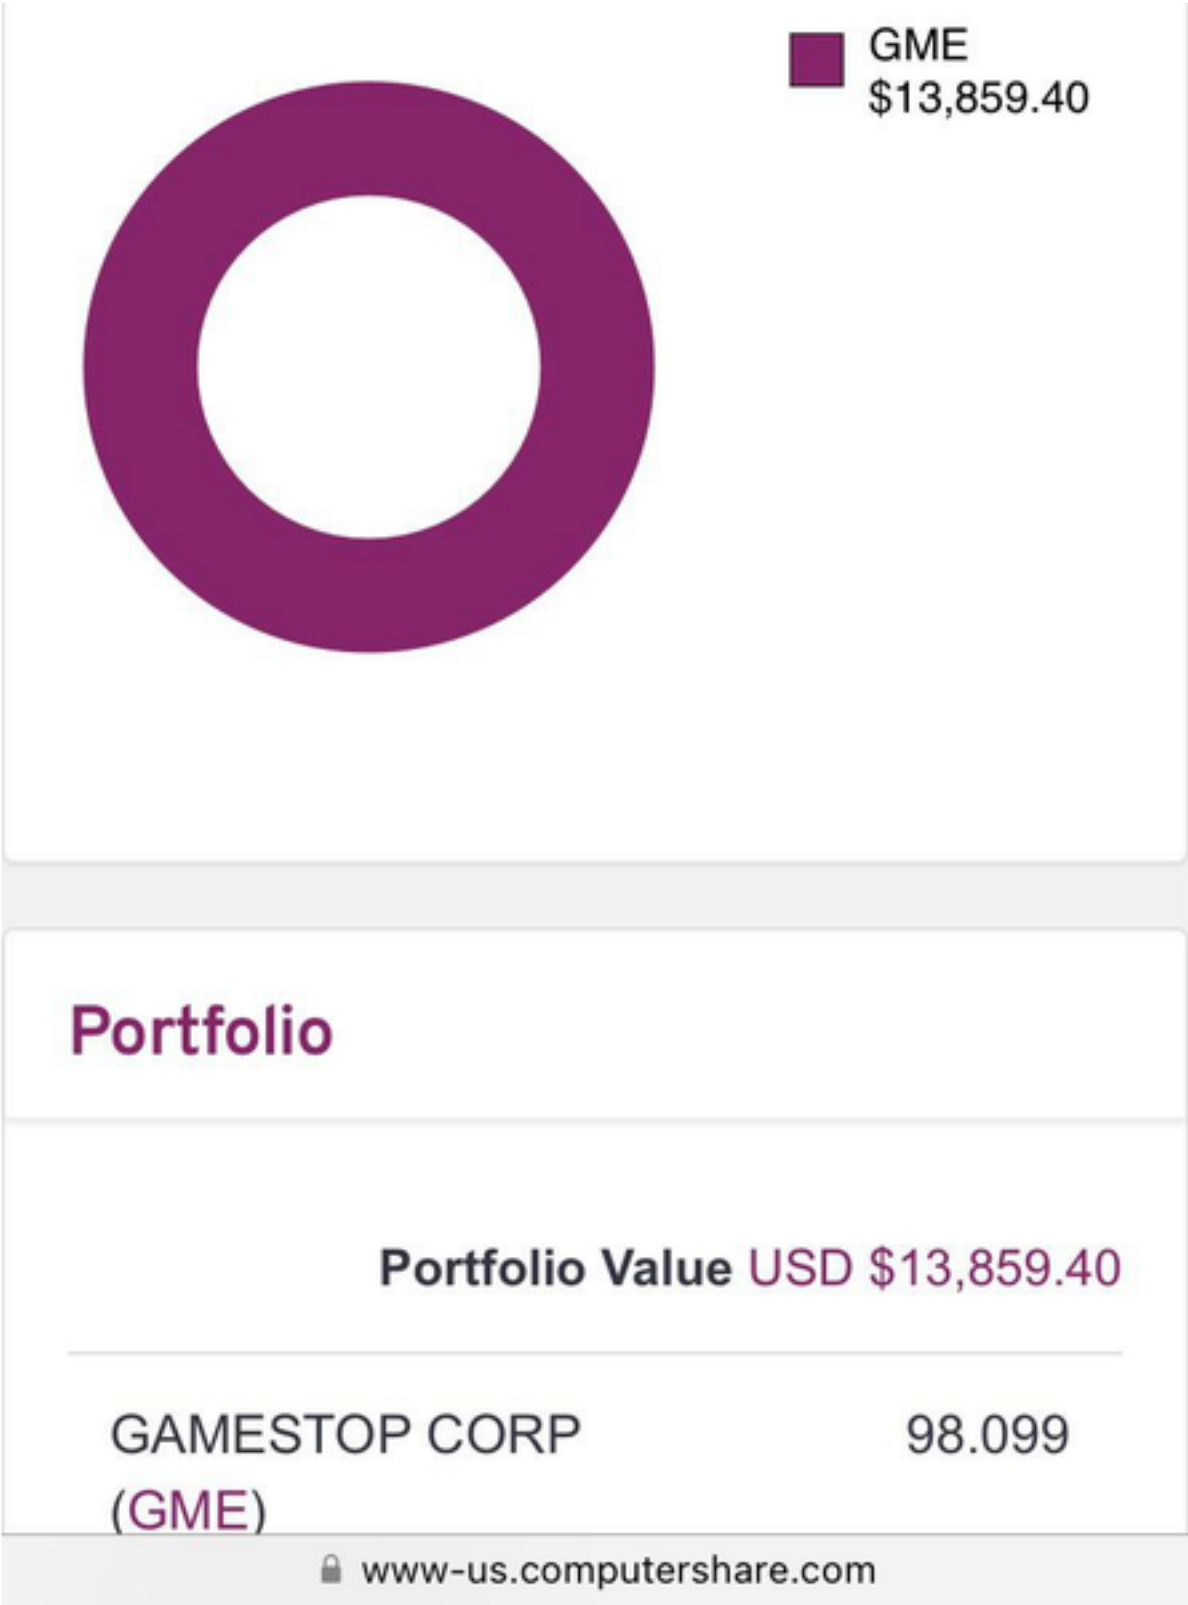 GME
$13,859.40
Portfolio
Portfolio Value USD $13,859.40
GAMESTOP CORP 98.099
(GME)
www-us.computershare.com